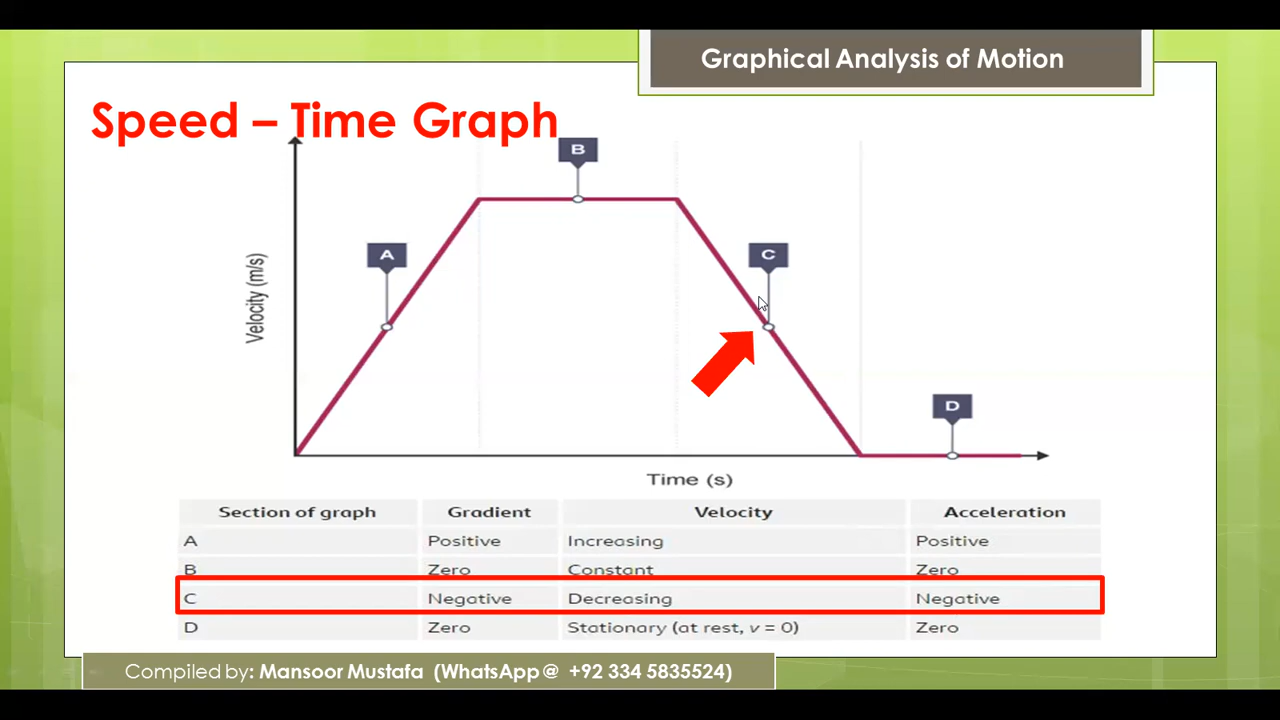 Graphical Analysis of Motion
Speed – Time Graph
B
A
C
Velocity (m/s)
D
Time (s)
Section of graph Gradient Velocity Acceleration
A Positive Increasing Positive
B Zero Constant Zero
C Negative Decreasing Negative
D Zero Stationary (at rest, v = 0) Zero
Compiled by: Mansoor Mustafa (WhatsApp @ +92 334 5835524)